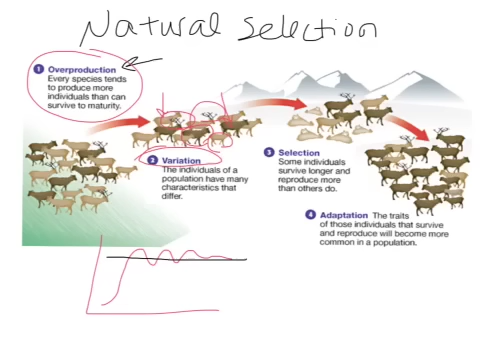 Natural Selection
1 Overproduction
Every species tends
to produce more
individuals than can
survive to maturity.
2 Variation
The individuals of a
population have many
characteristics that
differ.
3 Selection
Some individuals
survive longer and
reproduce more
than others do.
4 Adaptation The traits
of those individuals that survive
and reproduce will become more
common in a population.